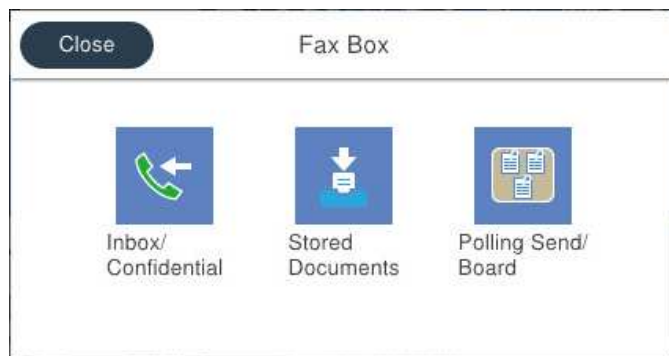 Close
Fax Box
Inbox/
Confidential
Stored
Documents
Polling Send/
Board